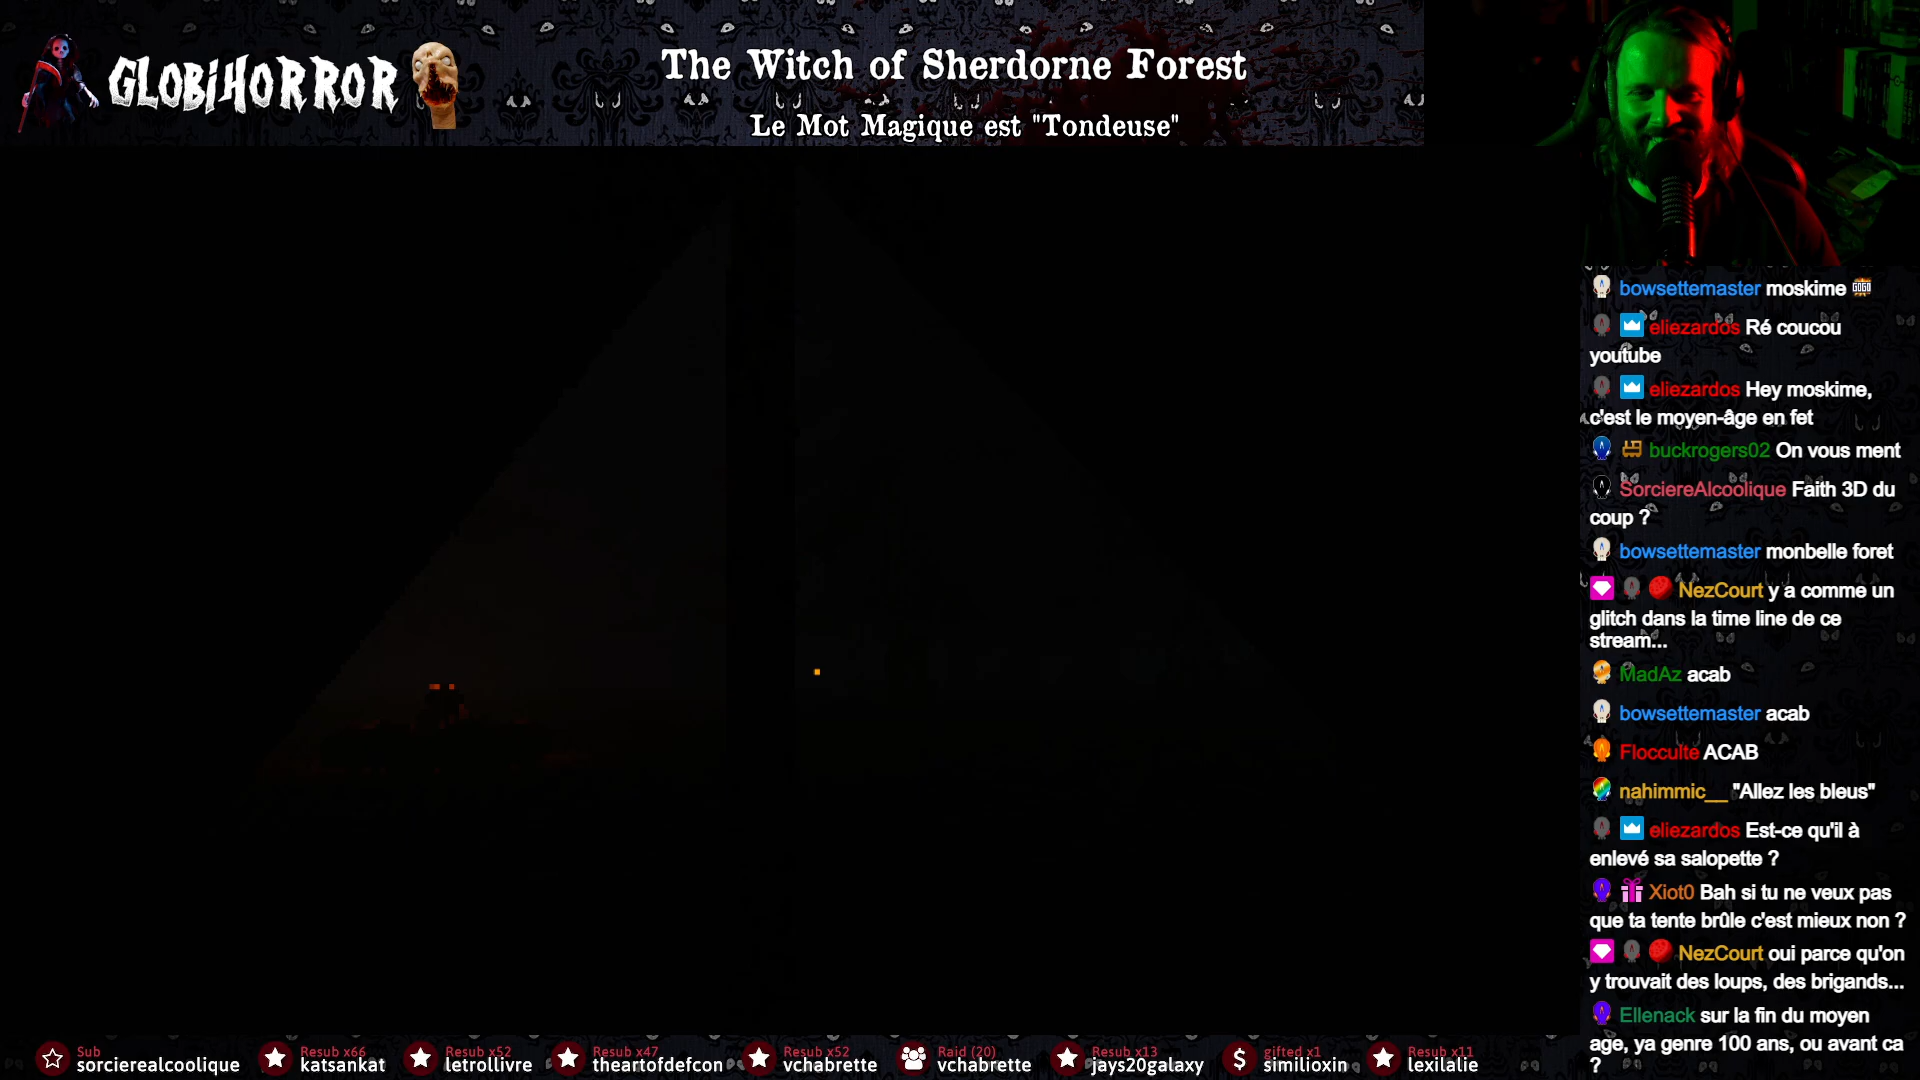 GLOBIHORROR
The Witch of Sherdorne Forest
Le Mot Magique est "Tondeuse"
bowsettemaster moskime GOGO
eliezardos Ré coucou
youtube
eliezardos Hey moskime,
c'est le moyen-âge en fet
buckrogers02 On vous ment
SorciereAlcoolique Faith 3D du
coup ?
bowsettemaster monbelle foret
NezCourt y a comme un
glitch dans la time line de ce
stream...
MadAz acab
bowsettemaster acab
Flocculte ACAB
nahimmic__ "Allez les bleus"
eliezardos Est-ce qu'il à
enlevé sa salopette ?
Xiot0 Bah si tu ne veux pas
que ta tente brûle c'est mieux non ?
NezCourt oui parce qu'on
y trouvait des loups, des brigands...
Ellenack sur la fin du moyen
age, ya genre 100 ans, ou avant ca
?
Sub
sorcierealcoolique
Resub x66
katsankat
Resub x52
letrollivre
Resub x47
theartofdefcon
Resub x52
vchabrette
Raid (20)
vchabrette
Resub x13
jays20galaxy
gifted x1
similioxin
Resub x11
lexilalie